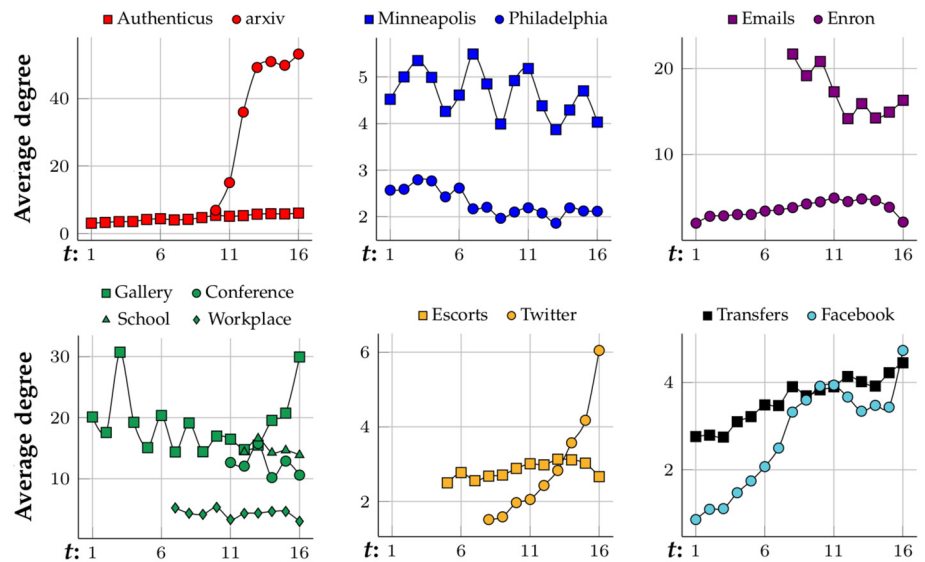 Authenticus arxiv
Average degree
40
20
0
t: 1 6 11 16
Minneapolis Philadelphia
5
4
3
2
t: 1 6 11 16
Emails Enron
20
10
t: 1 6 11 16
Gallery Conference
School Workplace
Average degree
30
20
10
t: 1 6 11 16
Escorts Twitter
6
4
2
t: 1 6 11 16
Transfers Facebook
4
2
t: 1 6 11 16